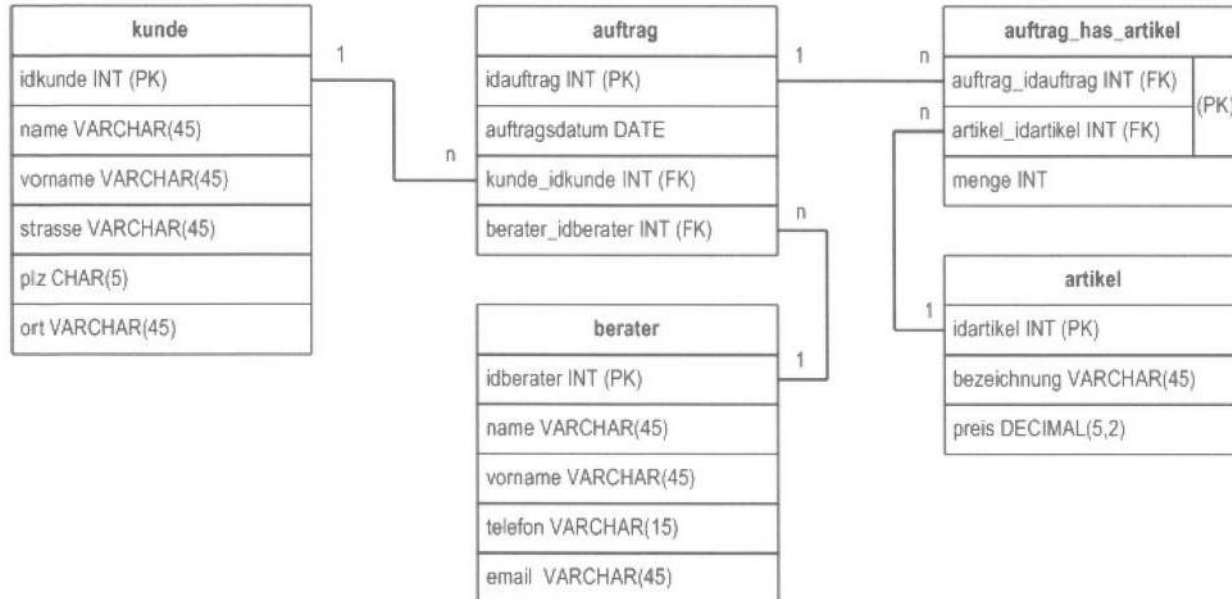 kunde
idkunde INT (PK)
name VARCHAR(45)
vorname VARCHAR(45)
strasse VARCHAR(45)
plz CHAR(5)
ort VARCHAR(45)
1
n
auftrag
idauftrag INT (PK)
auftragsdatum DATE
kunde_idkunde INT (FK)
berater_idberater INT (FK)
1
n
n
1
berater
idberater INT (PK)
name VARCHAR(45)
vorname VARCHAR(45)
telefon VARCHAR(15)
email VARCHAR(45)
auftrag_has_artikel
auftrag_idauftrag INT (FK)
artikel_idartikel INT (FK)
(PK)
menge INT
n
1
artikel
idartikel INT (PK)
bezeichnung VARCHAR(45)
preis DECIMAL(5,2)